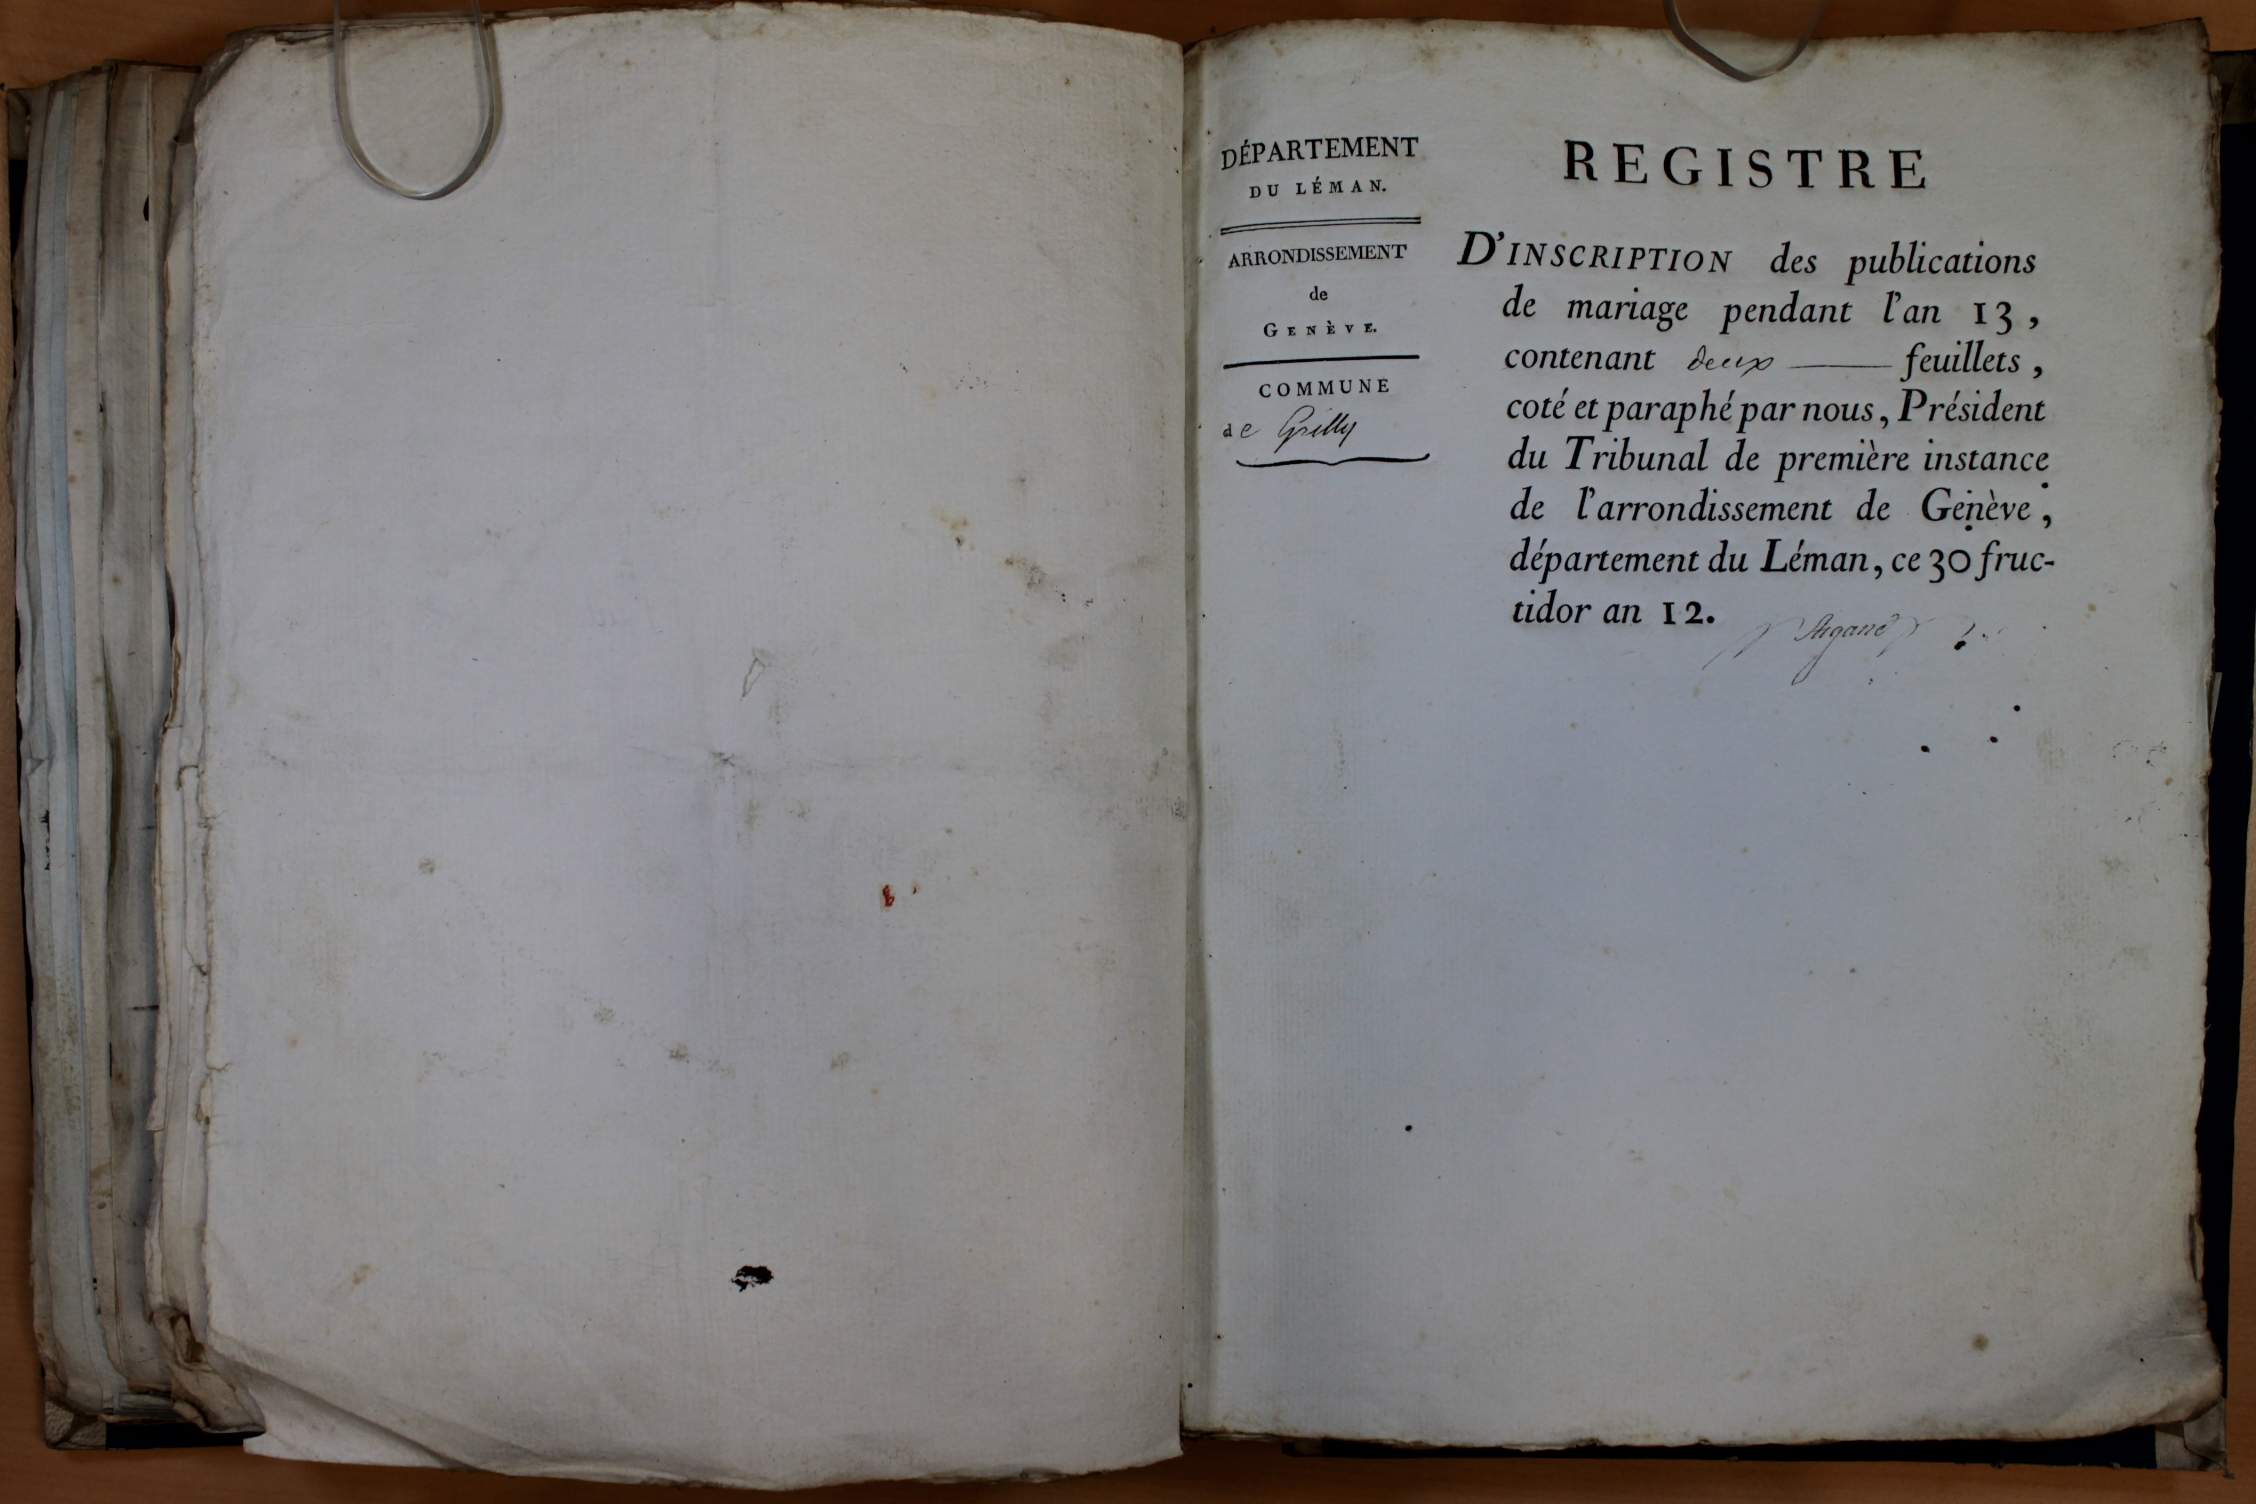 DÉPARTEMENT
DU LÉMAN.
ARRONDISSEMENT
de
GENÈVE.
COMMUNE
de Grilly
REGISTRE
D'INSCRIPTION des publications
de mariage pendant l'an 13,
contenant deux feuillets,
coté et paraphé par nous, Président
du Tribunal de première instance
de l'arrondissement de Genève,
département du Léman, ce 30 fruc-
tidor an 12.
Argand